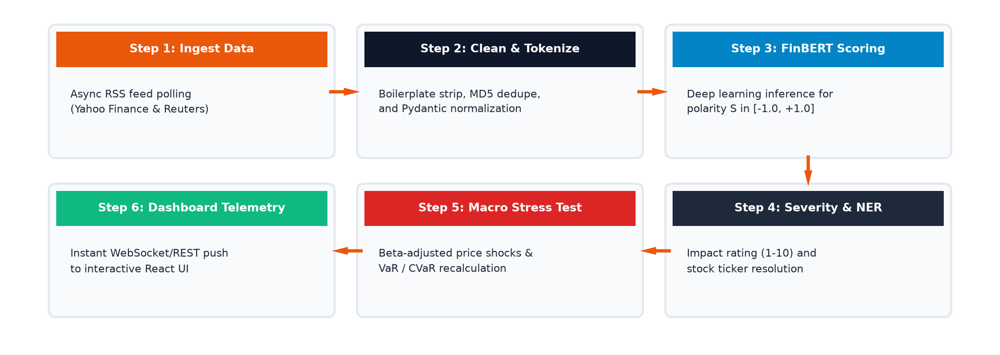 Step 1: Ingest Data
Async RSS feed polling
(Yahoo Finance & Reuters)
Step 2: Clean & Tokenize
Boilerplate strip, MD5 dedupe,
and Pydantic normalization
Step 3: FinBERT Scoring
Deep learning inference for
polarity S in [-1.0, +1.0]
Step 4: Severity & NER
Impact rating (1-10) and
stock ticker resolution
Step 5: Macro Stress Test
Beta-adjusted price shocks &
VaR / CVaR recalculation
Step 6: Dashboard Telemetry
Instant WebSocket/REST push
to interactive React UI